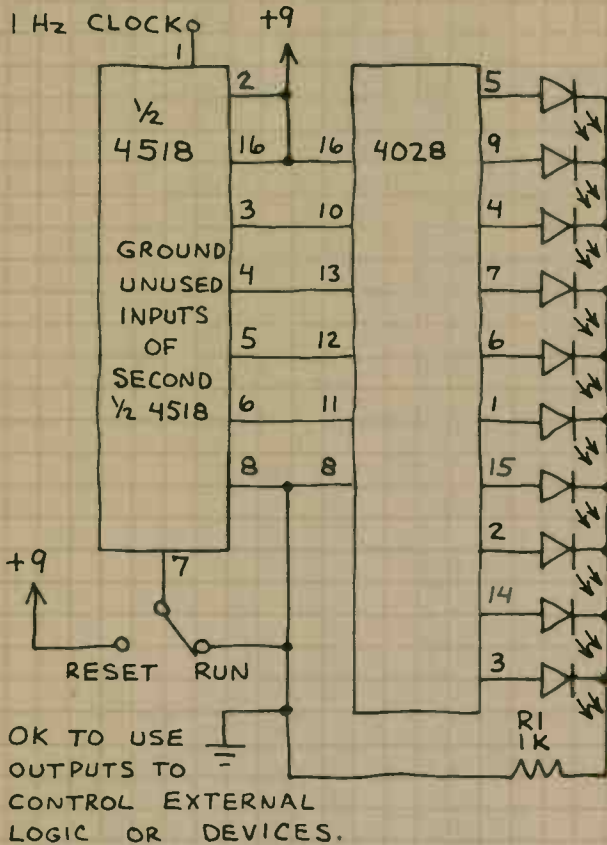 1 Hz CLOCK
1
+9
½
4518
2
16
3
4
5
6
8
GROUND
UNUSED
INPUTS
OF
SECOND
½ 4518
4028
16
10
13
12
11
8
5
9
4
7
6
1
15
2
14
3
7
+9
RESET
RUN
R1
1K
OK TO USE
OUTPUTS TO
CONTROL EXTERNAL
LOGIC OR DEVICES.